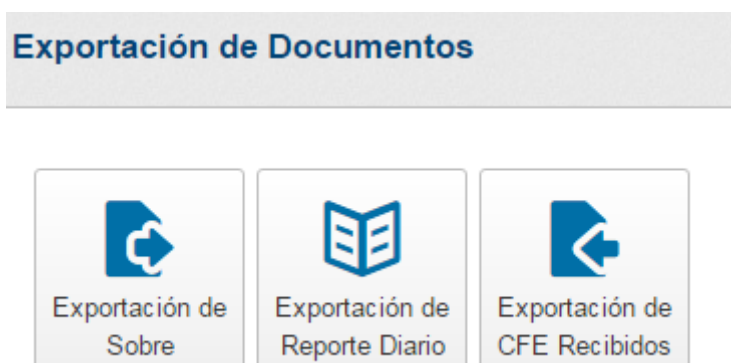 Exportación de Documentos
Exportación de
Sobre
Exportación de
Reporte Diario
Exportación de
CFE Recibidos